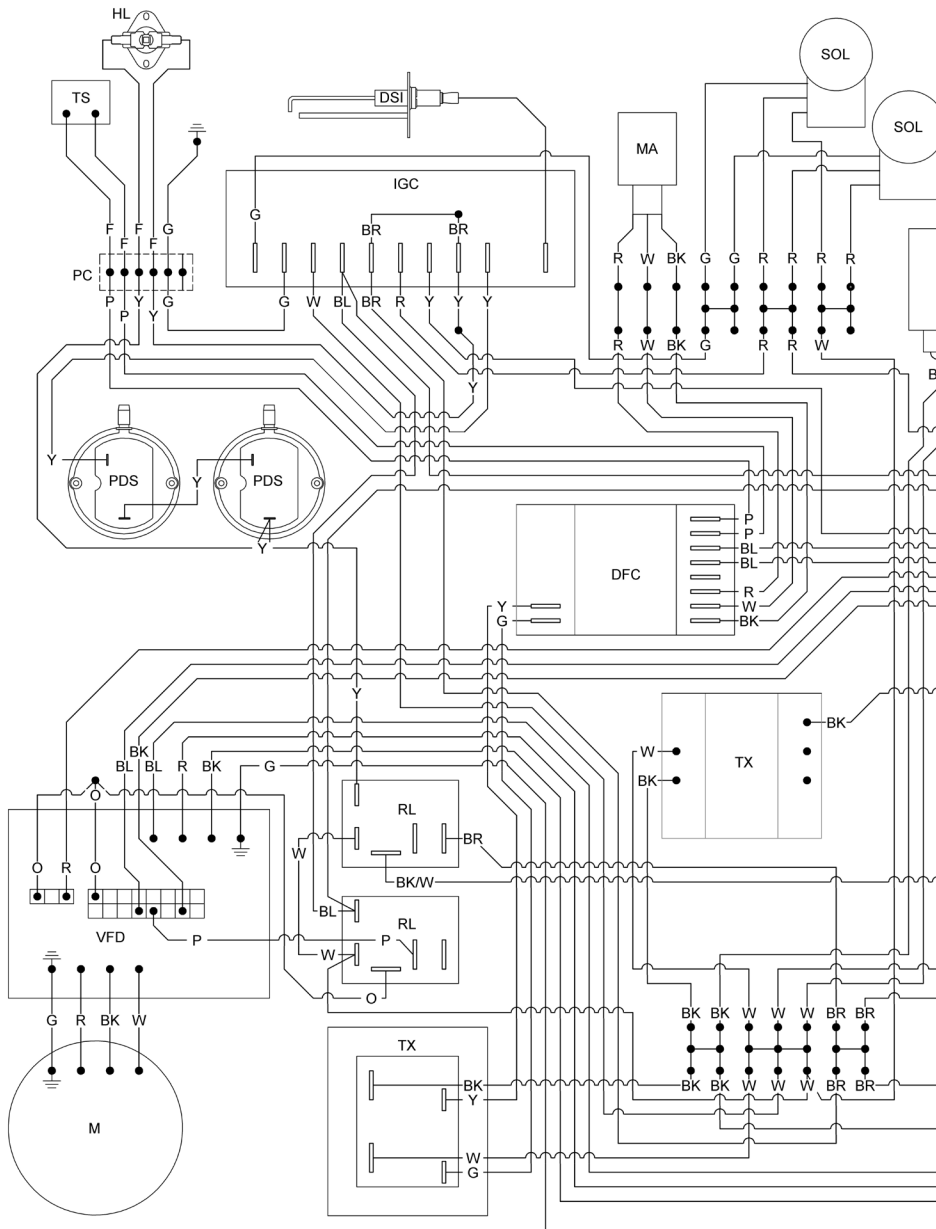 HL
SOL
TS
DSI
SOL
MA
IGC
G
BR BR
F F F F G
R W BK G G R R R R
PC
P P Y Y G
G W BL BR R Y Y Y
R W BK G R R W
B
Y
Y PDS Y PDS
Y
P
P
BL
DFC
BL
R
Y W
G BK
Y
BK
BK
W TX
BL BL R BK G
BK
O
RL
BR
W
O R O
BK/W
BL RL
VFD P P
W
O
G R BK W
BK BK W W W BR BR
TX
BK
BK BK W W W BR BR
Y
M
W
G